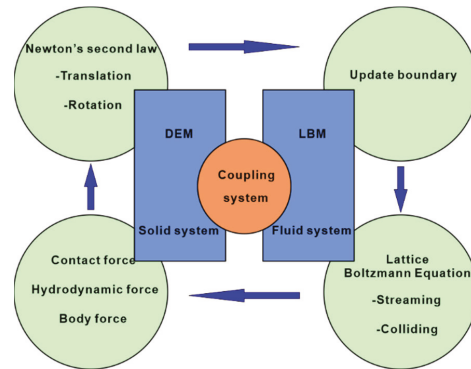 Newton's second law
-Translation
-Rotation
Update boundary
DEM
LBM
Coupling
system
Solid system
Fluid system
Contact force
Hydrodynamic force
Body force
Lattice
Boltzmann Equation
-Streaming
-Colliding